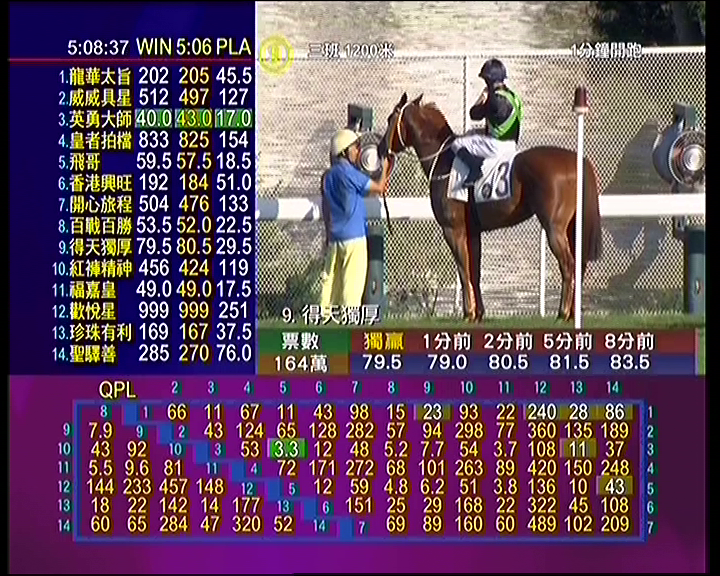 5:08:37 WIN 5:06 PLA
1.龍華太旨 202 205 45.5
2.威威具星 512 497 127
3.英勇大師 40.0 43.0 17.0
4.皇者拍檔 833 825 154
5.飛哥 59.5 57.5 18.5
6.香港興旺 192 184 51.0
7.開心旅程 504 476 133
8.百戰百勝 53.5 52.0 22.5
9.得天獨厚 79.5 80.5 29.5
10.紅褲精神 456 424 119
11.福嘉皇 49.0 49.0 17.5
12.歡悅星 999 999 251
13.珍珠有利 169 167 37.5
14.聖驛善 285 270 76.0
9 三班 1200米 1分鐘開跑
9. 得天獨厚
票數 獨贏 1分前 2分前 5分前 8分前
164萬 79.5 79.0 80.5 81.5 83.5
QPL 2 3 4 5 6 7 8 9 10 11 12 13 14
8 1 66 11 67 11 43 98 15 23 93 22 240 28 86 1
9 7.9 9 2 43 124 65 128 282 57 94 298 77 360 135 189 2
10 43 92 10 3 53 3.3 12 48 5.2 7.7 54 3.7 108 11 37 3
11 5.5 9.6 81 11 4 72 171 272 68 101 263 89 420 150 248 4
12 144 233 457 148 12 5 12 59 4.8 6.2 51 3.8 136 10 43 5
13 18 22 142 14 177 13 6 151 25 29 168 22 322 45 108 6
14 60 65 284 47 320 52 14 7 69 89 160 60 489 102 209 7